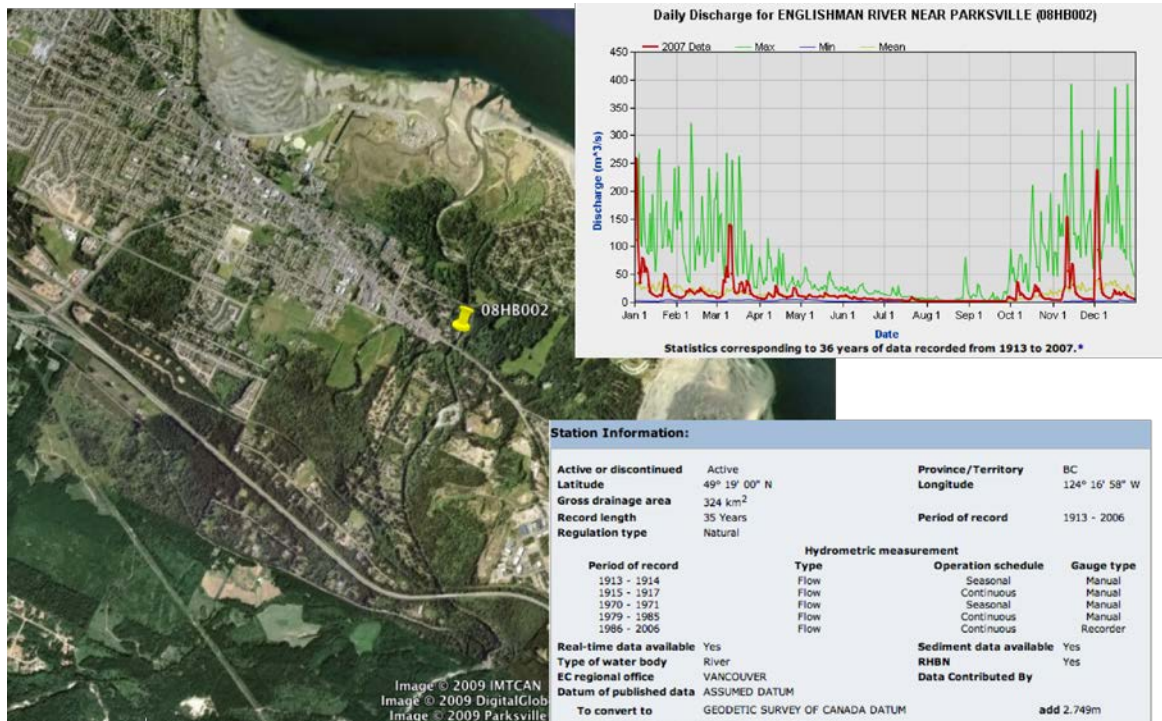 Daily Discharge for ENGLISHMAN RIVER NEAR PARKSVILLE (08HB002)
2007 Data Max Min Mean
450
400
350
300
250
200
150
100
50
0
Discharge (m^3/s)
Jan 1 Feb 1 Mar 1 Apr 1 May 1 Jun 1 Jul 1 Aug 1 Sep 1 Oct 1 Nov 1 Dec 1
Date
Statistics corresponding to 36 years of data recorded from 1913 to 2007.*
08HB002
Station Information:
Active or discontinued Active Province/Territory BC
Latitude 49° 19' 00" N Longitude 124° 16' 58" W
Gross drainage area 324 km2
Record length 35 Years Period of record 1913 - 2006
Regulation type Natural
Hydrometric measurement
Period of record Type Operation schedule Gauge type
1913 - 1914 Flow Seasonal Manual
1915 - 1917 Flow Continuous Manual
1970 - 1971 Flow Seasonal Manual
1979 - 1985 Flow Continuous Manual
1986 - 2006 Flow Continuous Recorder
Real-time data available Yes Sediment data available Yes
Type of water body River RHBN Yes
EC regional office VANCOUVER Data Contributed By
Datum of published data ASSUMED DATUM
To convert to GEODETIC SURVEY OF CANADA DATUM add 2.749m
Image © 2009 IMTCAN
Image © 2009 DigitalGlob
Image © 2009 Parksville